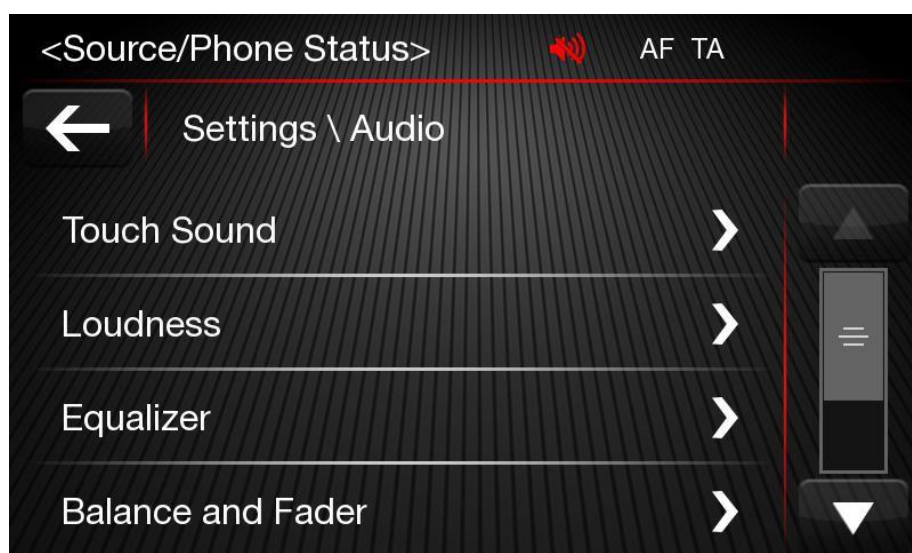 <Source/Phone Status> AF TA
Settings \ Audio
Touch Sound
Loudness
Equalizer
Balance and Fader